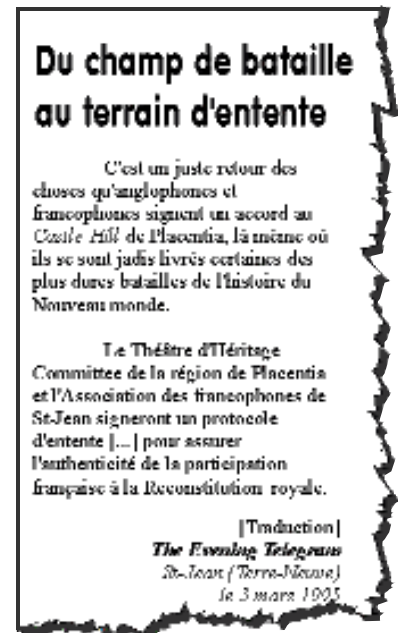 Du champ de bataille
au terrain d'entente
C'est un juste retour des
choses qu'anglophones et
francophones signent un accord au
Castle Hill de Placentia, là même où
ils se sont jadis livrés certaines des
plus dures batailles de l'histoire du
Nouveau monde.
Le Théâtre d'Héritage
Committee de la région de Placentia
et l'Association des francophones de
St-Jean signeront un protocole
d'entente [...] pour assurer
l'authenticité de la participation
française à la Reconstitution royale.
[Traduction]
The Evening Telegram
St-Jean (Terre-Neuve)
le 3 mars 1995